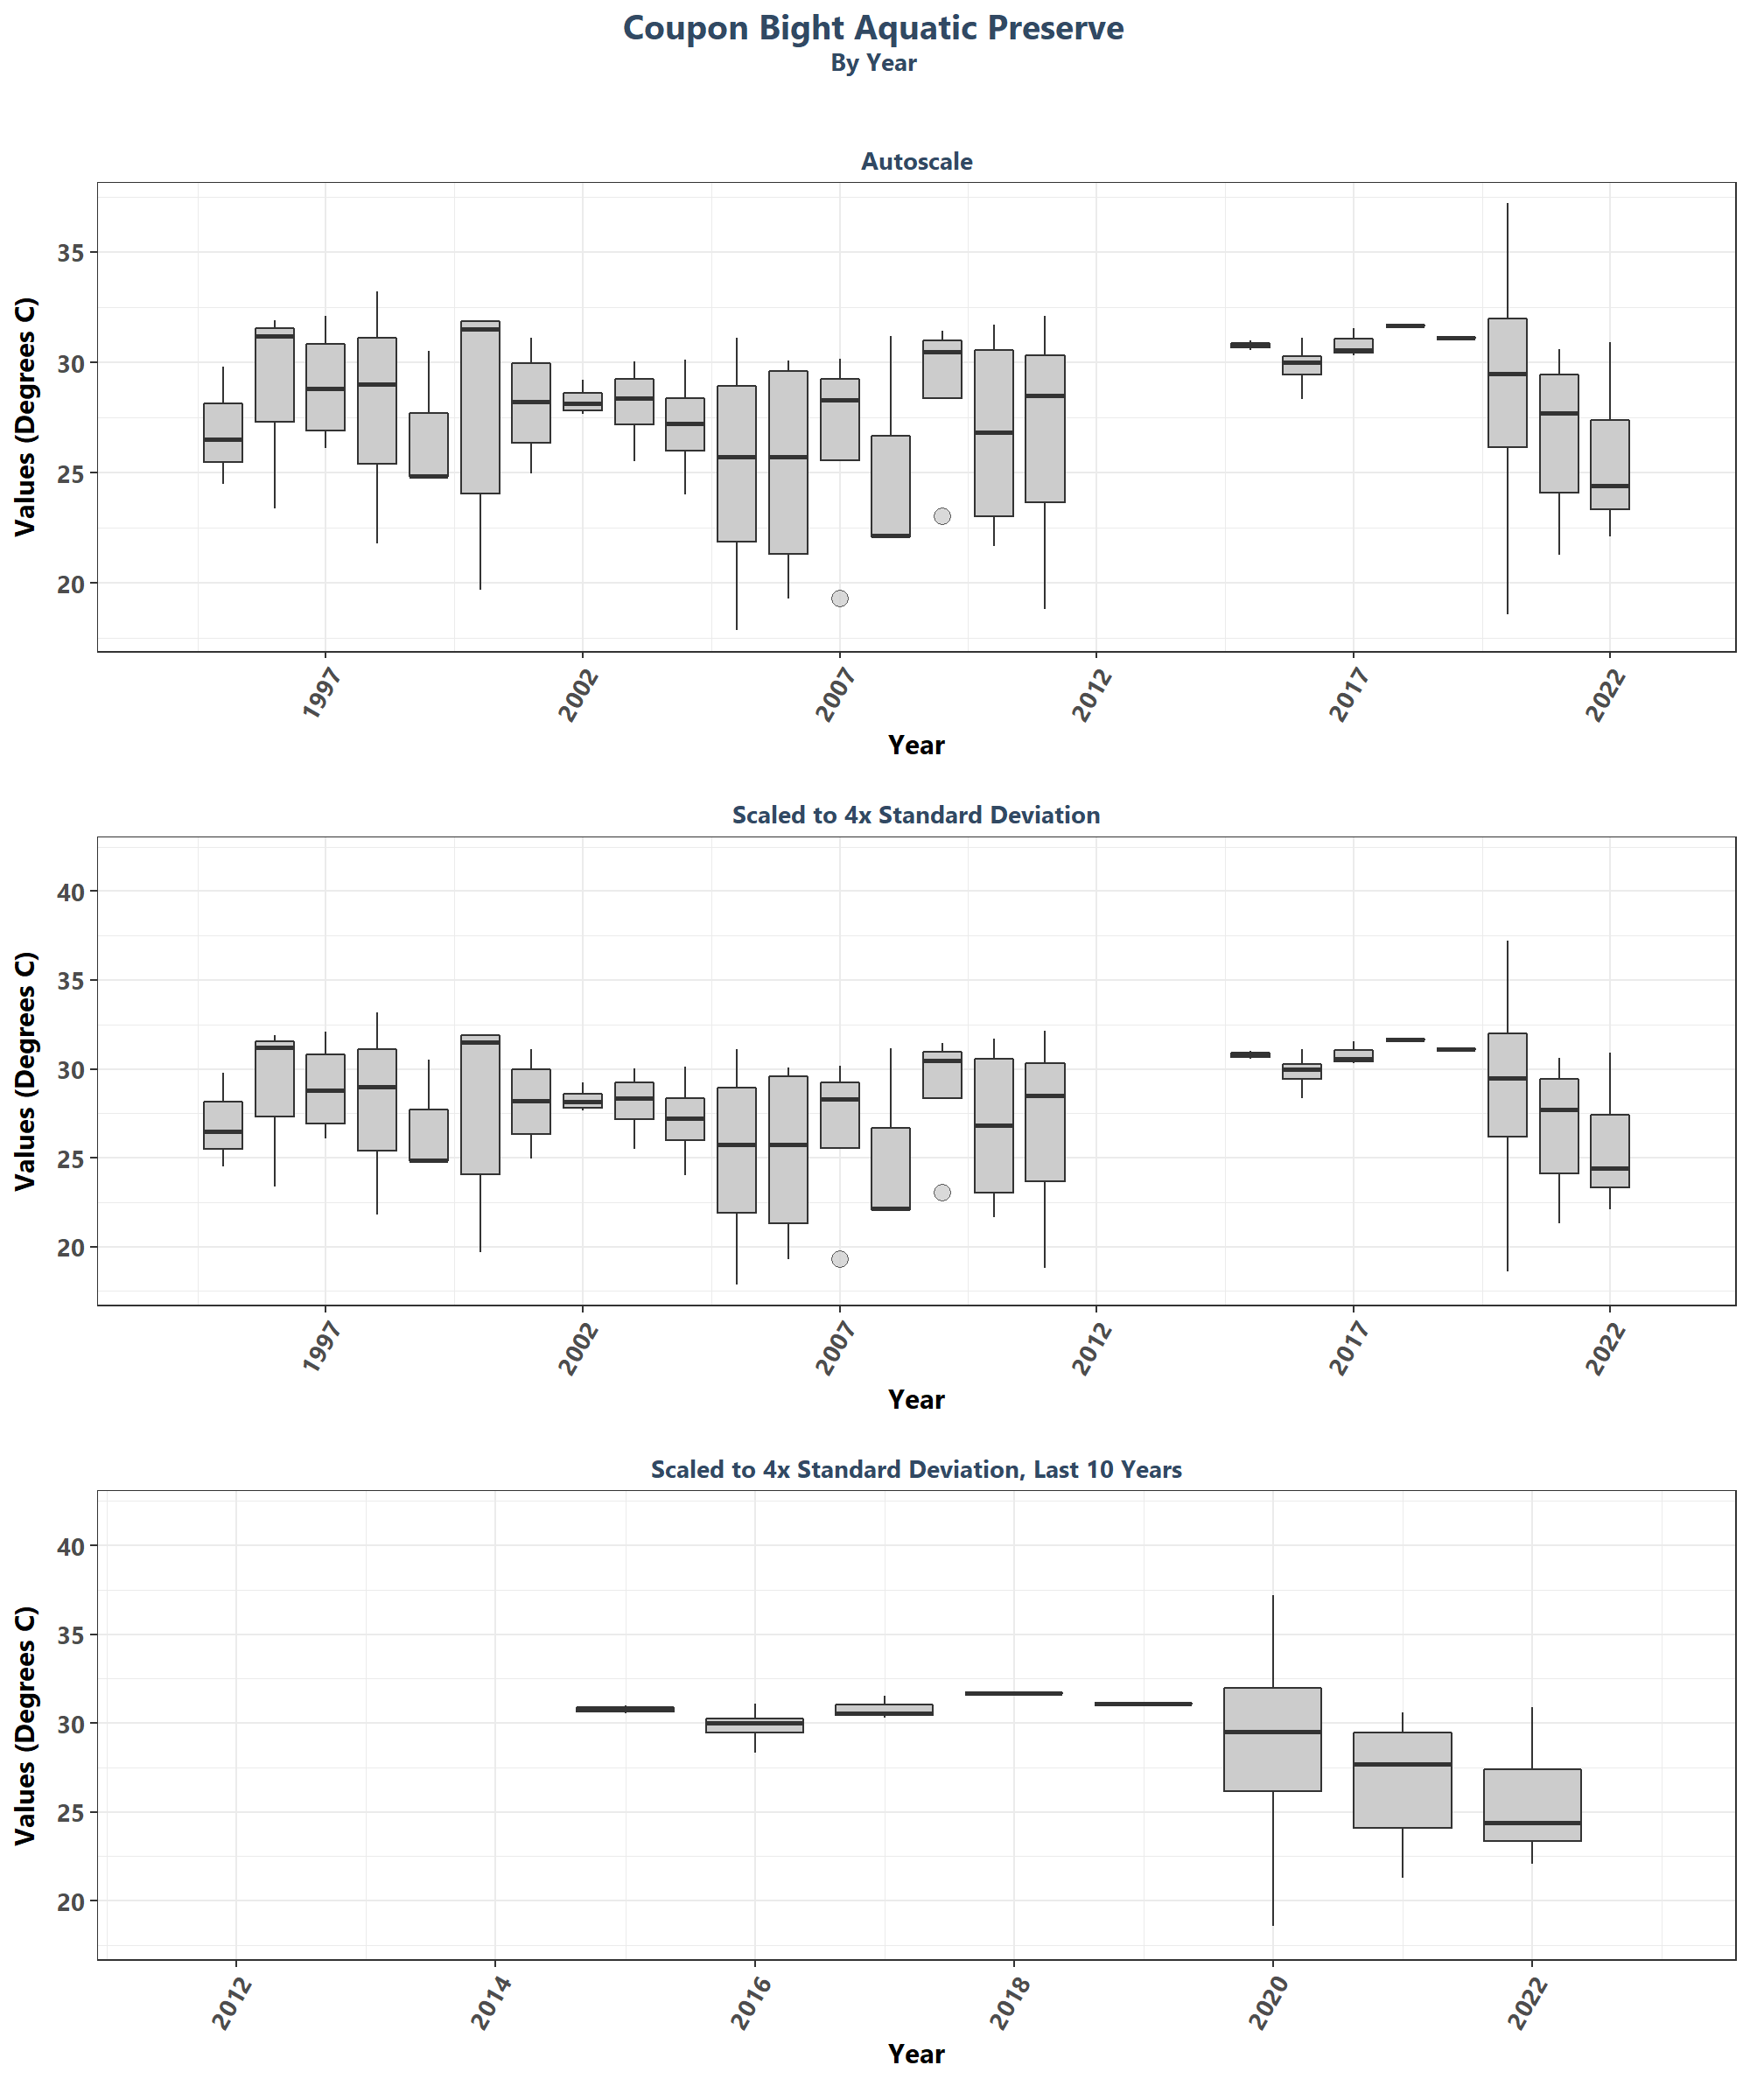 Coupon Bight Aquatic Preserve
By Year
Autoscale
Values (Degrees C)
35
30
25
20
1997
2002
2007
2012
2017
2022
Year
Scaled to 4x Standard Deviation
Values (Degrees C)
40
35
30
25
20
1997
2002
2007
2012
2017
2022
Year
Scaled to 4x Standard Deviation, Last 10 Years
Values (Degrees C)
40
35
30
25
20
2012
2014
2016
2018
2020
2022
Year